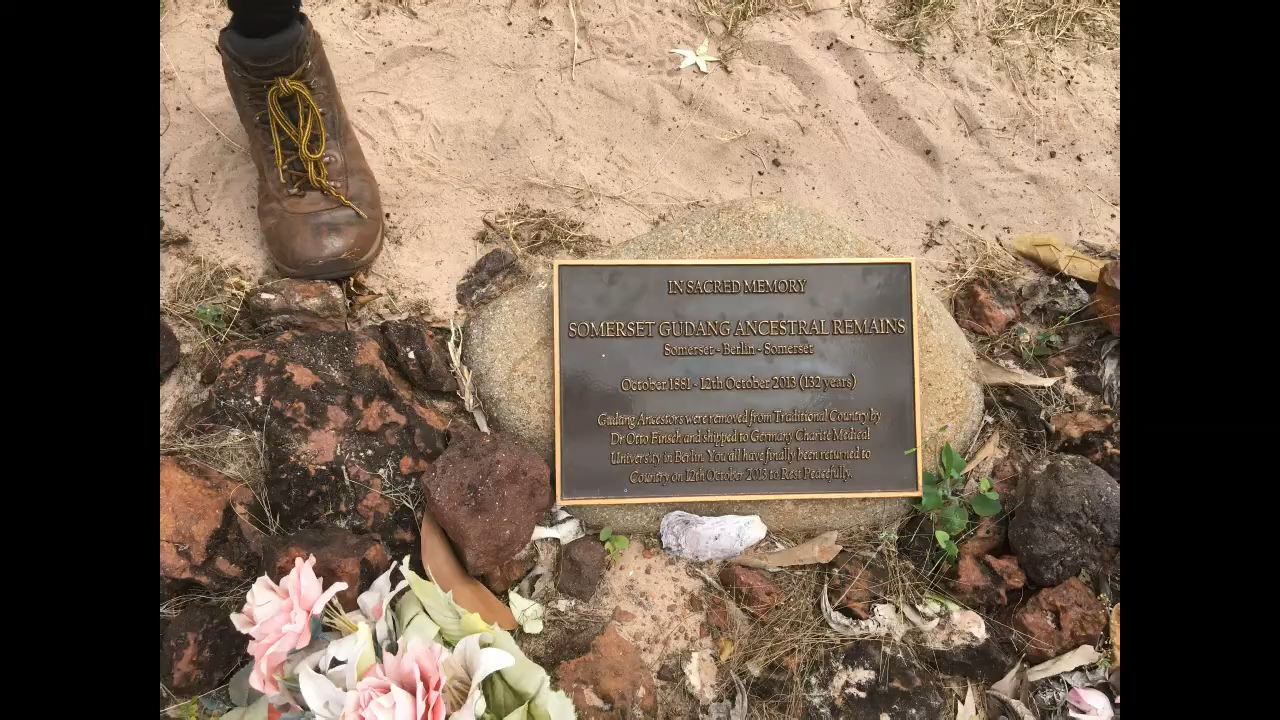 IN SACRED MEMORY
SOMERSET GUDANG ANCESTRAL REMAINS
Somerset - Berlin - Somerset
October 1881 - 12th October 2013 (132 years)
Gudang Ancestors were removed from Traditional Country by
Dr Otto Finsch and shipped to Germany Charité Medical
University in Berlin. You all have finally been returned to
Country on 12th October 2013 to Rest Peacefully.